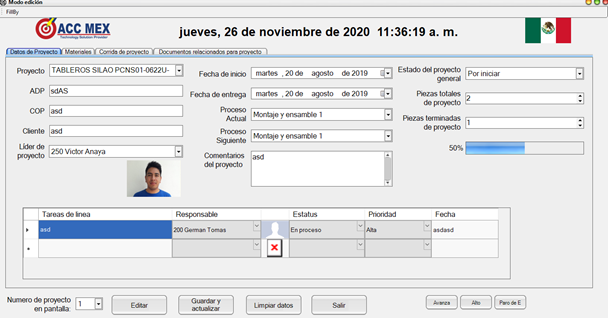 Modo edición
FillBy
ACC MEX
Technology Solution Provider
jueves, 26 de noviembre de 2020 11:36:19 a. m.
Datos de Proyecto Materiales Corrida de proyecto Documentos relacionados para proyecto
Proyecto TABLEROS SILAO PCNS01-0622U-
ADP sdAS
COP asd
Cliente asd
Líder de proyecto 250 Victor Anaya
Fecha de inicio martes , 20 de agosto de 2019
Fecha de entrega martes , 20 de agosto de 2019
Proceso Actual Montaje y ensamble 1
Proceso Siguiente Montaje y ensamble 1
Comentarios del proyecto asd
Estado del proyecto general Por iniciar
Piezas totales de proyecto 2
Piezas terminadas de proyecto 1
50%
Tareas de linea Responsable Estatus Prioridad Fecha
asd 200 German Tomas En proceso Alta asdasd
Numero de proyecto en pantalla: 1
Editar
Guardar y actualizar
Limpiar datos
Salir
Avanza
Alto
Paro de E